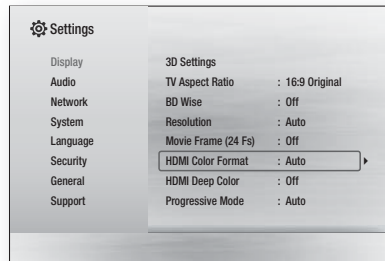 Settings
Display
Audio
Network
System
Language
Security
General
Support
3D Settings
TV Aspect Ratio : 16:9 Original
BD Wise : Off
Resolution : Auto
Movie Frame (24 Fs) : Off
HDMI Color Format : Auto
HDMI Deep Color : Off
Progressive Mode : Auto